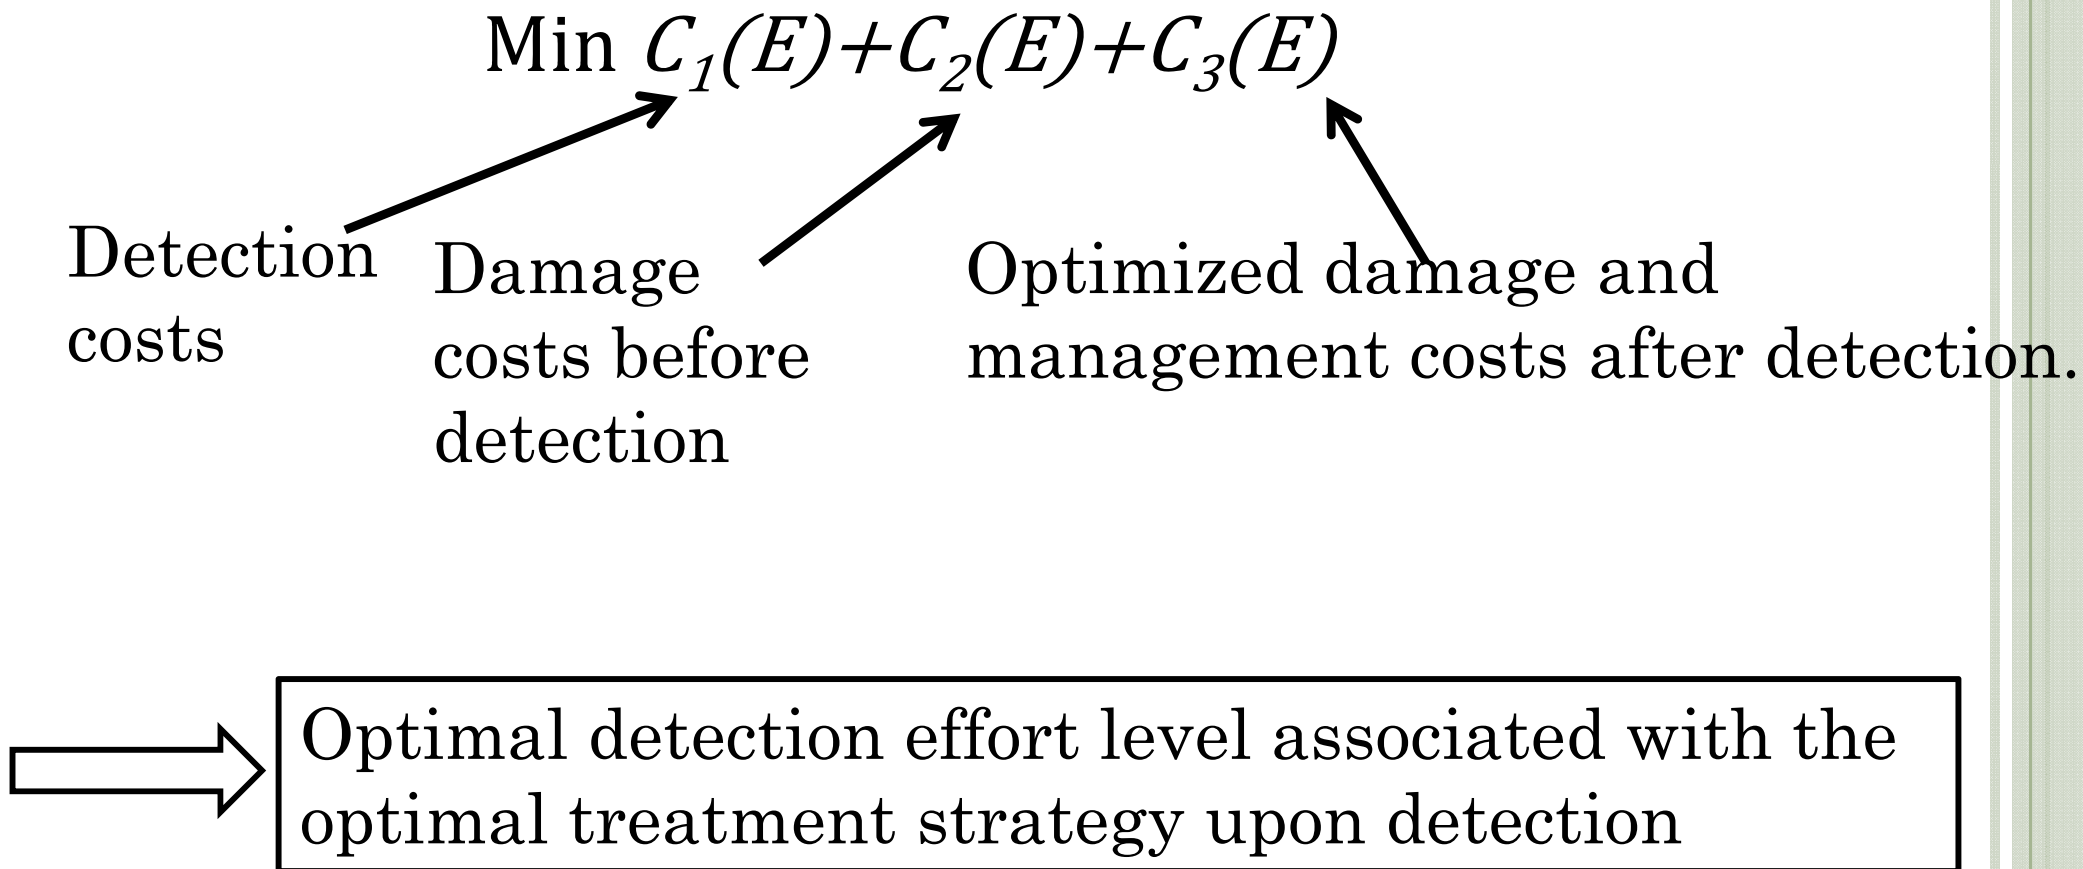 Min C₁(E)+C₂(E)+C₃(E)
Detection
costs
Damage
costs before
detection
Optimized damage and
management costs after detection.
Optimal detection effort level associated with the
optimal treatment strategy upon detection